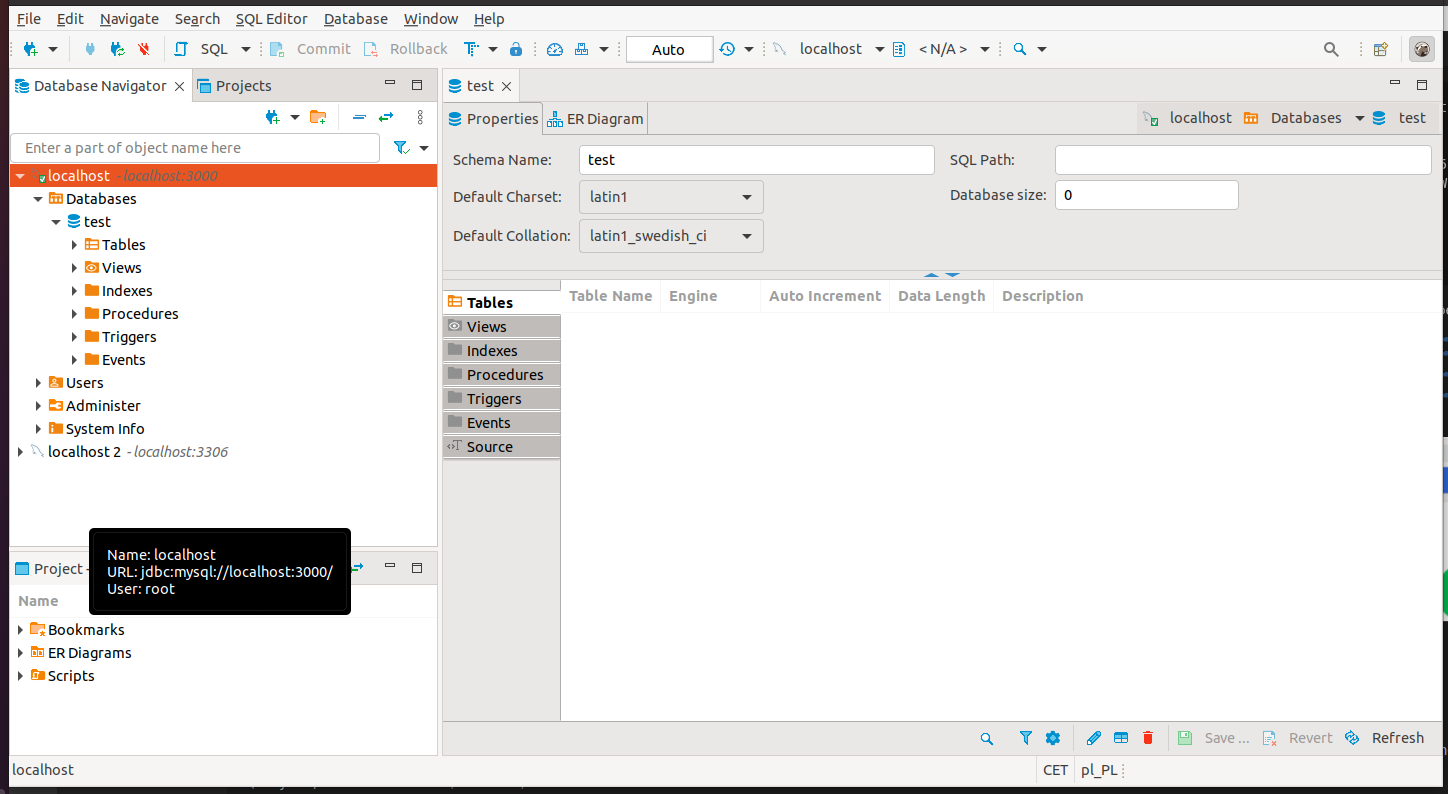 File Edit Navigate Search SQL Editor Database Window Help
SQL Commit Rollback Auto localhost < N/A >
Database Navigator Projects
Enter a part of object name here
localhost - localhost:3000
Databases
test
Tables
Views
Indexes
Procedures
Triggers
Events
Users
Administer
System Info
localhost 2 - localhost:3306
Project -
Name: localhost
URL: jdbc:mysql://localhost:3000/
User: root
Name
Bookmarks
ER Diagrams
Scripts
test
Properties ER Diagram localhost Databases test
Schema Name: test SQL Path:
Default Charset: latin1 Database size: 0
Default Collation: latin1_swedish_ci
Tables
Views
Indexes
Procedures
Triggers
Events
Source
Table Name Engine Auto Increment Data Length Description
Save ... Revert Refresh
localhost CET pl_PL